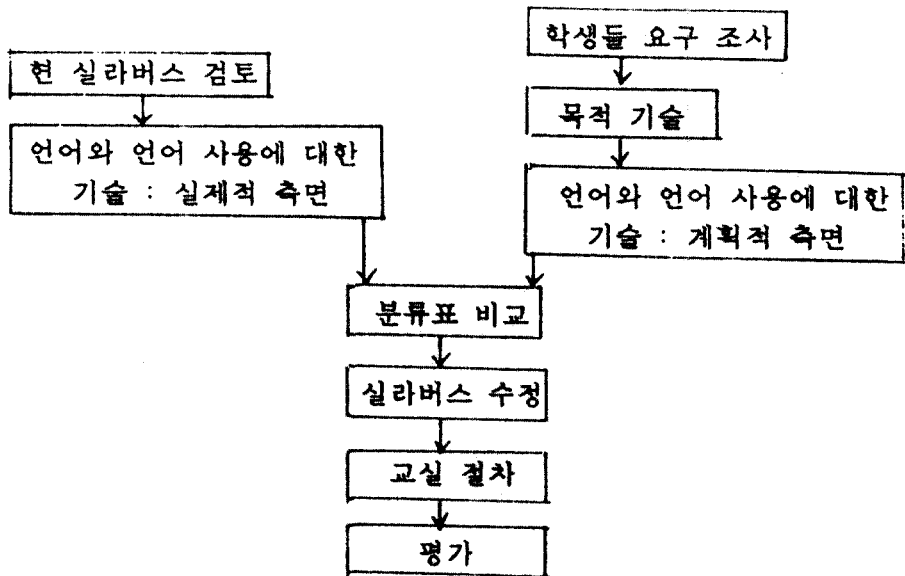 학생들 요구 조사
현 실라버스 검토
목적 기술
언어와 언어 사용에 대한
기술 : 실제적 측면
언어와 언어 사용에 대한
기술 : 계획적 측면
분류표 비교
실라버스 수정
교실 절차
평가